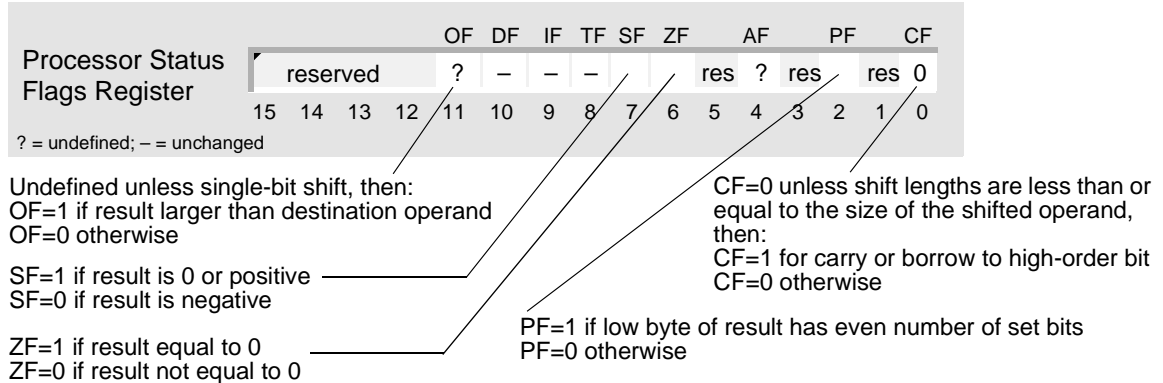 OF DF IF TF SF ZF AF PF CF
Processor Status
Flags Register
reserved ? – – – res ? res res 0
15 14 13 12 11 10 9 8 7 6 5 4 3 2 1 0
? = undefined; – = unchanged
Undefined unless single-bit shift, then:
OF=1 if result larger than destination operand
OF=0 otherwise
SF=1 if result is 0 or positive
SF=0 if result is negative
ZF=1 if result equal to 0
ZF=0 if result not equal to 0
PF=1 if low byte of result has even number of set bits
PF=0 otherwise
CF=0 unless shift lengths are less than or
equal to the size of the shifted operand,
then:
CF=1 for carry or borrow to high-order bit
CF=0 otherwise